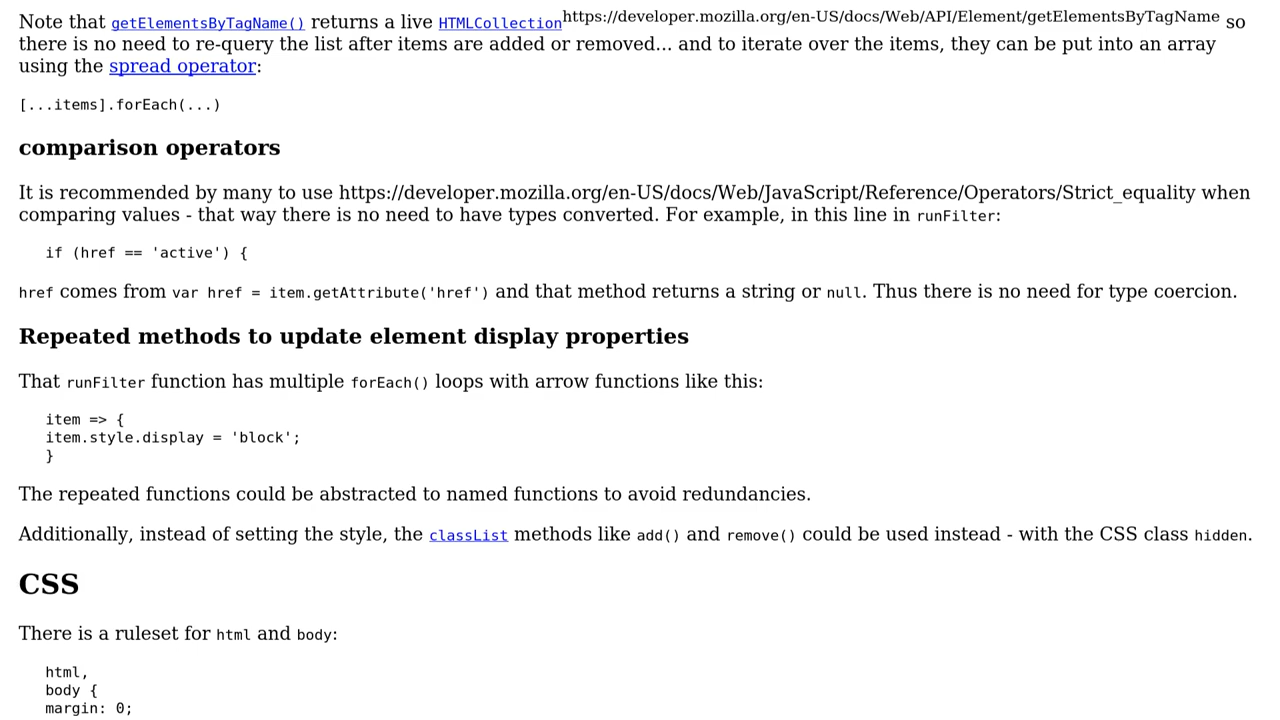 Note that getElementsByTagName() returns a live HTMLCollectionhttps://developer.mozilla.org/en-US/docs/Web/API/Element/getElementsByTagName so
there is no need to re-query the list after items are added or removed... and to iterate over the items, they can be put into an array
using the spread operator:
[...items].forEach(...)
comparison operators
It is recommended by many to use https://developer.mozilla.org/en-US/docs/Web/JavaScript/Reference/Operators/Strict_equality when
comparing values - that way there is no need to have types converted. For example, in this line in runFilter:
if (href == 'active') {
href comes from var href = item.getAttribute('href') and that method returns a string or null. Thus there is no need for type coercion.
Repeated methods to update element display properties
That runFilter function has multiple forEach() loops with arrow functions like this:
item => {
item.style.display = 'block';
}
The repeated functions could be abstracted to named functions to avoid redundancies.
Additionally, instead of setting the style, the classList methods like add() and remove() could be used instead - with the CSS class hidden.
CSS
There is a ruleset for html and body:
html,
body {
margin: 0;